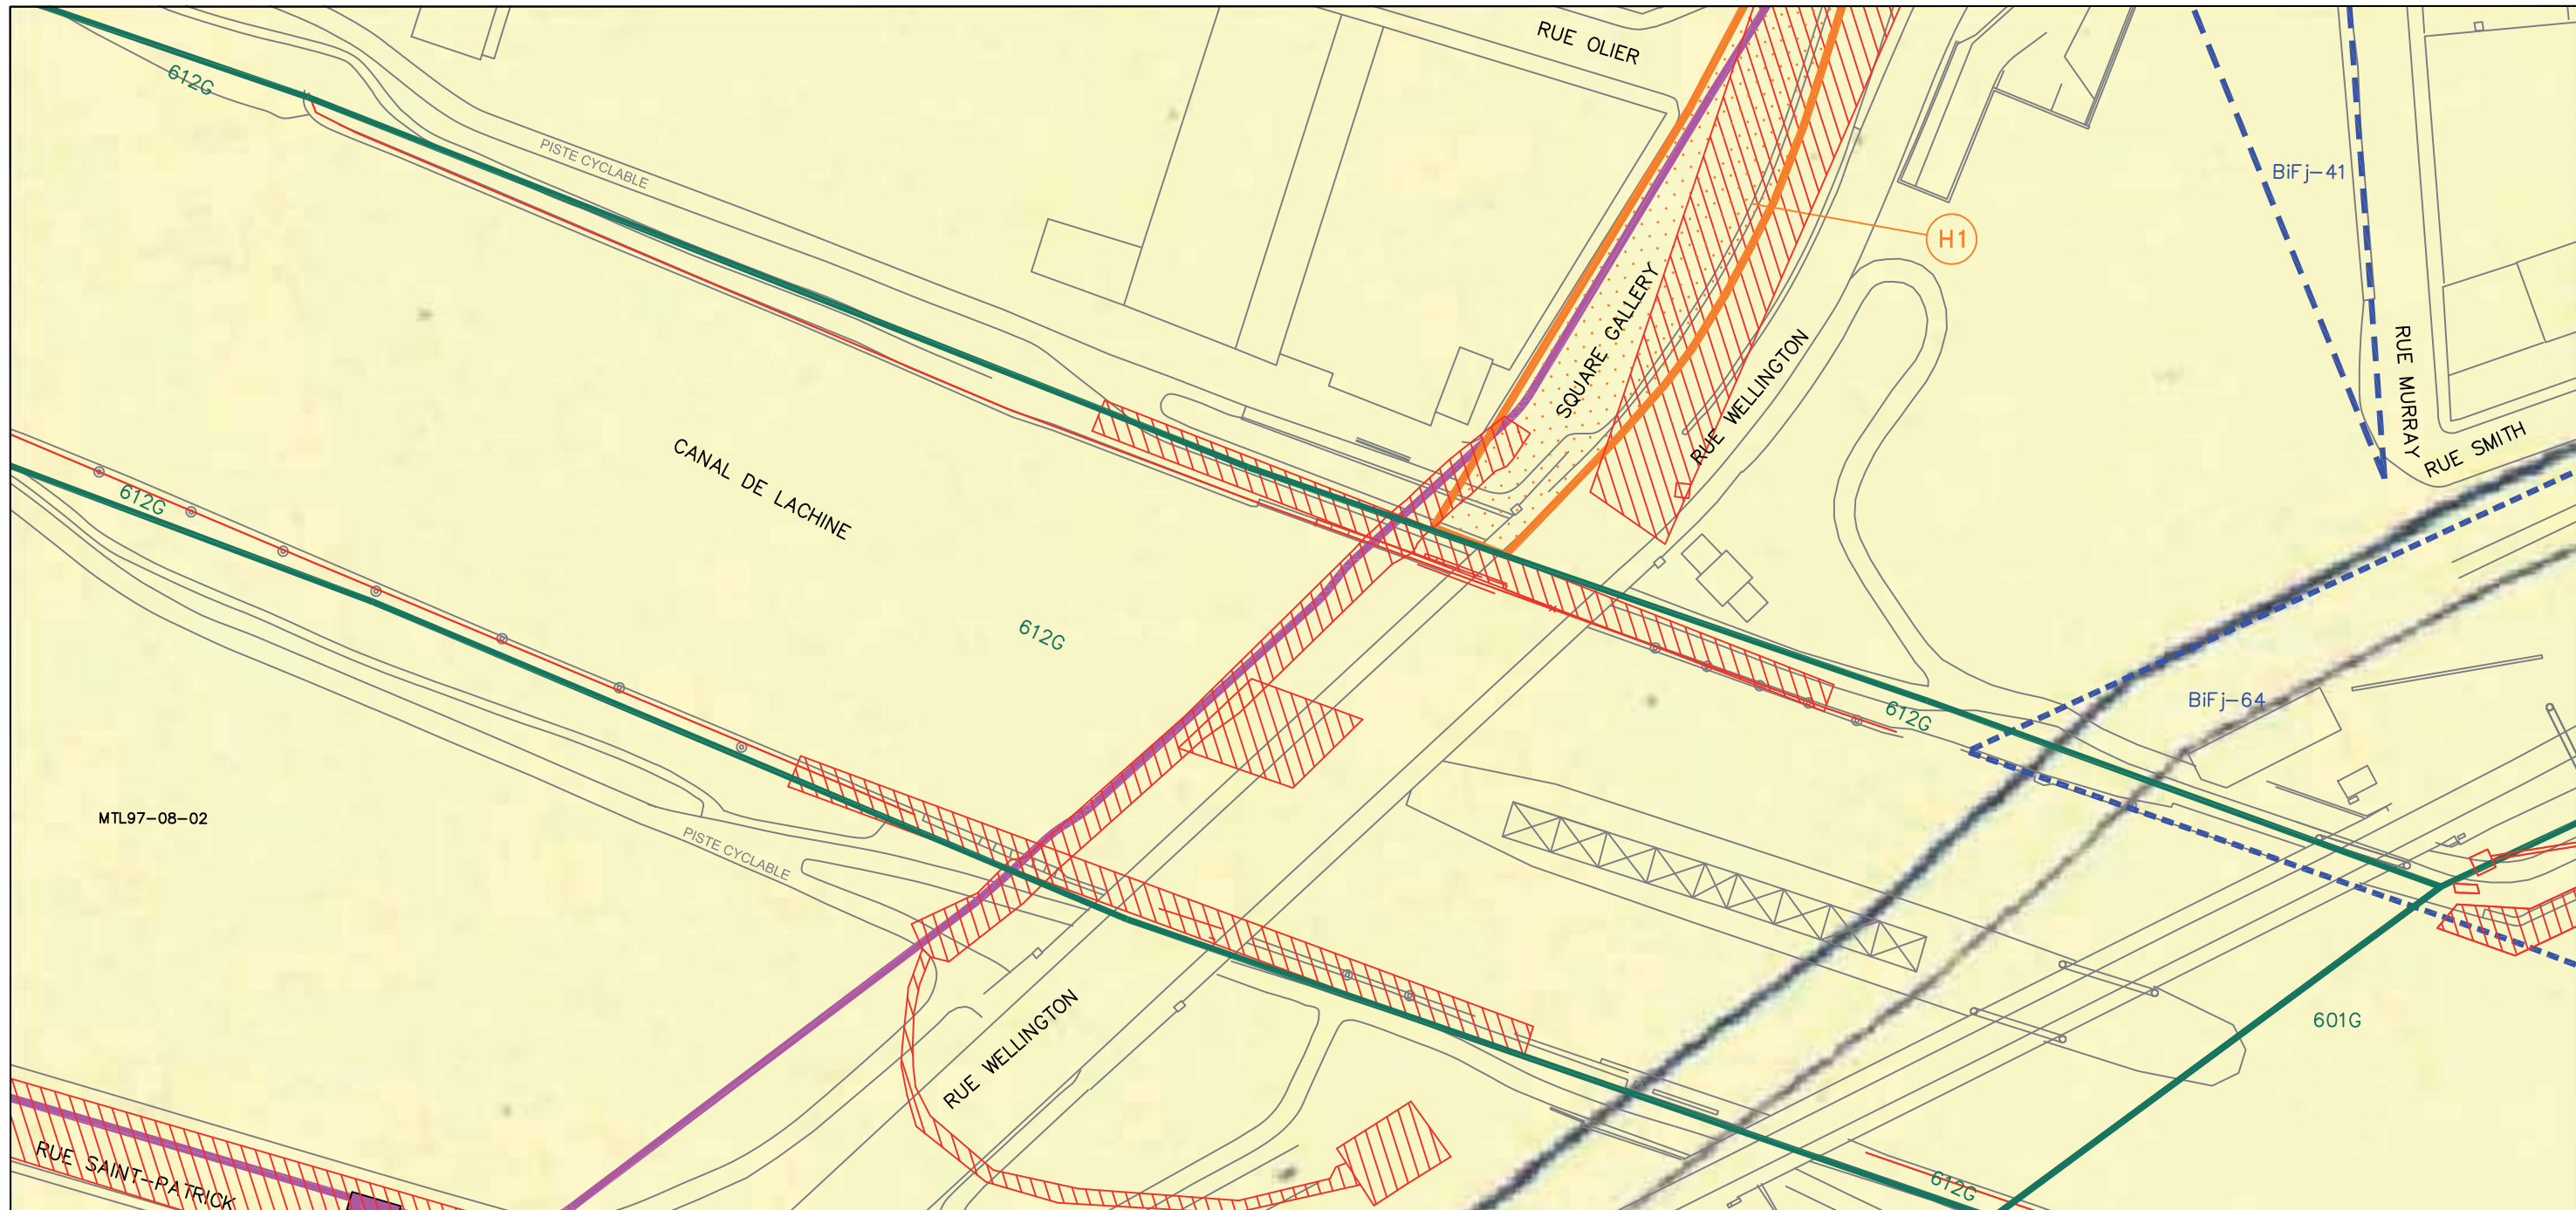 RUE OLIER
612G
PISTE CYCLABLE
BiFj-41
H1
SQUARE GALLERY
RUE WELLINGTON
RUE MURRAY
RUE SMITH
CANAL DE LACHINE
612G
612G
BiFj-64
612G
MTL97-08-02
PISTE CYCLABLE
RUE WELLINGTON
601G
RUE SAINT-PATRICK
612G